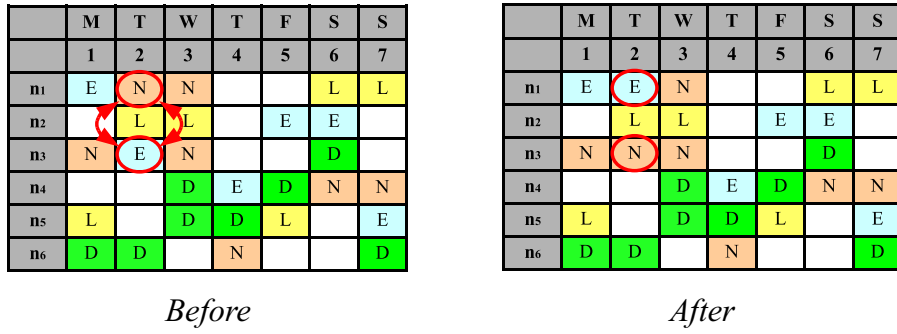 M T W T F S S
1 2 3 4 5 6 7
n1 E N N L L
n2 L L E E
n3 N E N D
n4 D E D N N
n5 L D D L E
n6 D D N D
Before
M T W T F S S
1 2 3 4 5 6 7
n1 E E N L L
n2 L L E E
n3 N N N D
n4 D E D N N
n5 L D D L E
n6 D D N D
After